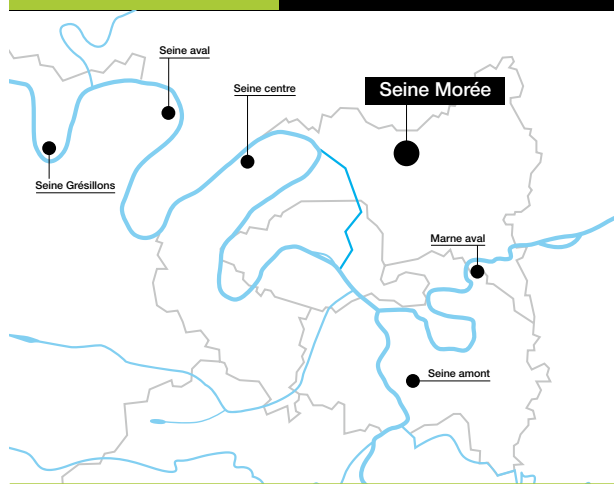 Seine aval
Seine centre
Seine Morée
Seine Grésillons
Marne aval
Seine amont